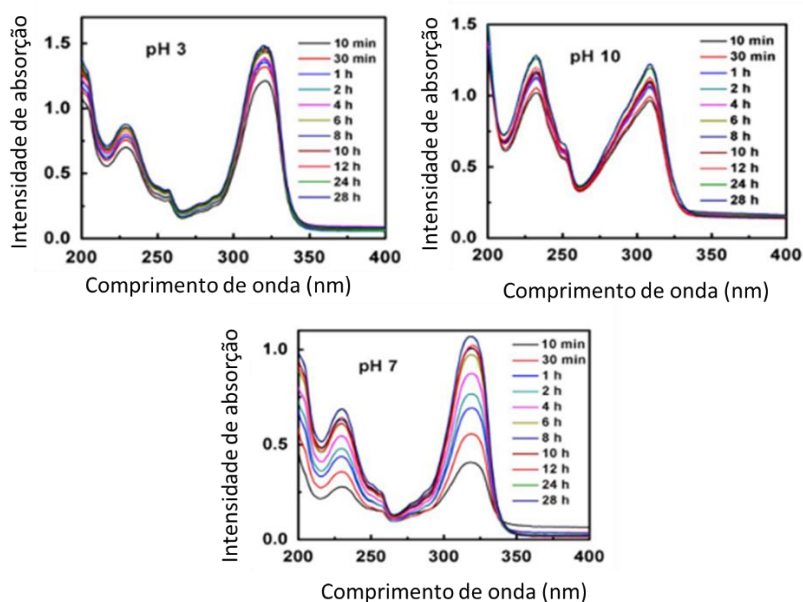 Intensidade de absorção
1.5
1.0
0.5
0.0
pH 3
10 min
30 min
1 h
2 h
4 h
6 h
8 h
10 h
12 h
24 h
28 h
200 250 300 350 400
Comprimento de onda (nm)
Intensidade de absorção
1.5
1.0
0.5
0.0
pH 10
10 min
30 min
1 h
2 h
4 h
6 h
8 h
10 h
12 h
24 h
28 h
200 250 300 350 400
Comprimento de onda (nm)
Intensidade de absorção
1.0
0.5
0.0
pH 7
10 min
30 min
1 h
2 h
4 h
6 h
8 h
10 h
12 h
24 h
28 h
200 250 300 350 400
Comprimento de onda (nm)